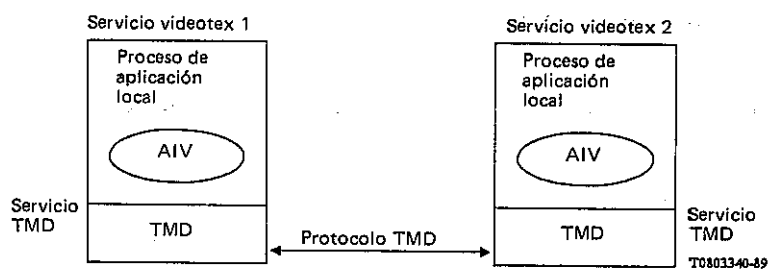 Servicio videotex 1
Proceso de
aplicación
local
AIV
Servicio
TMD
TMD
Protocolo TMD
Servicio videotex 2
Proceso de
aplicación
local
AIV
TMD
Servicio
TMD
T0803340-89